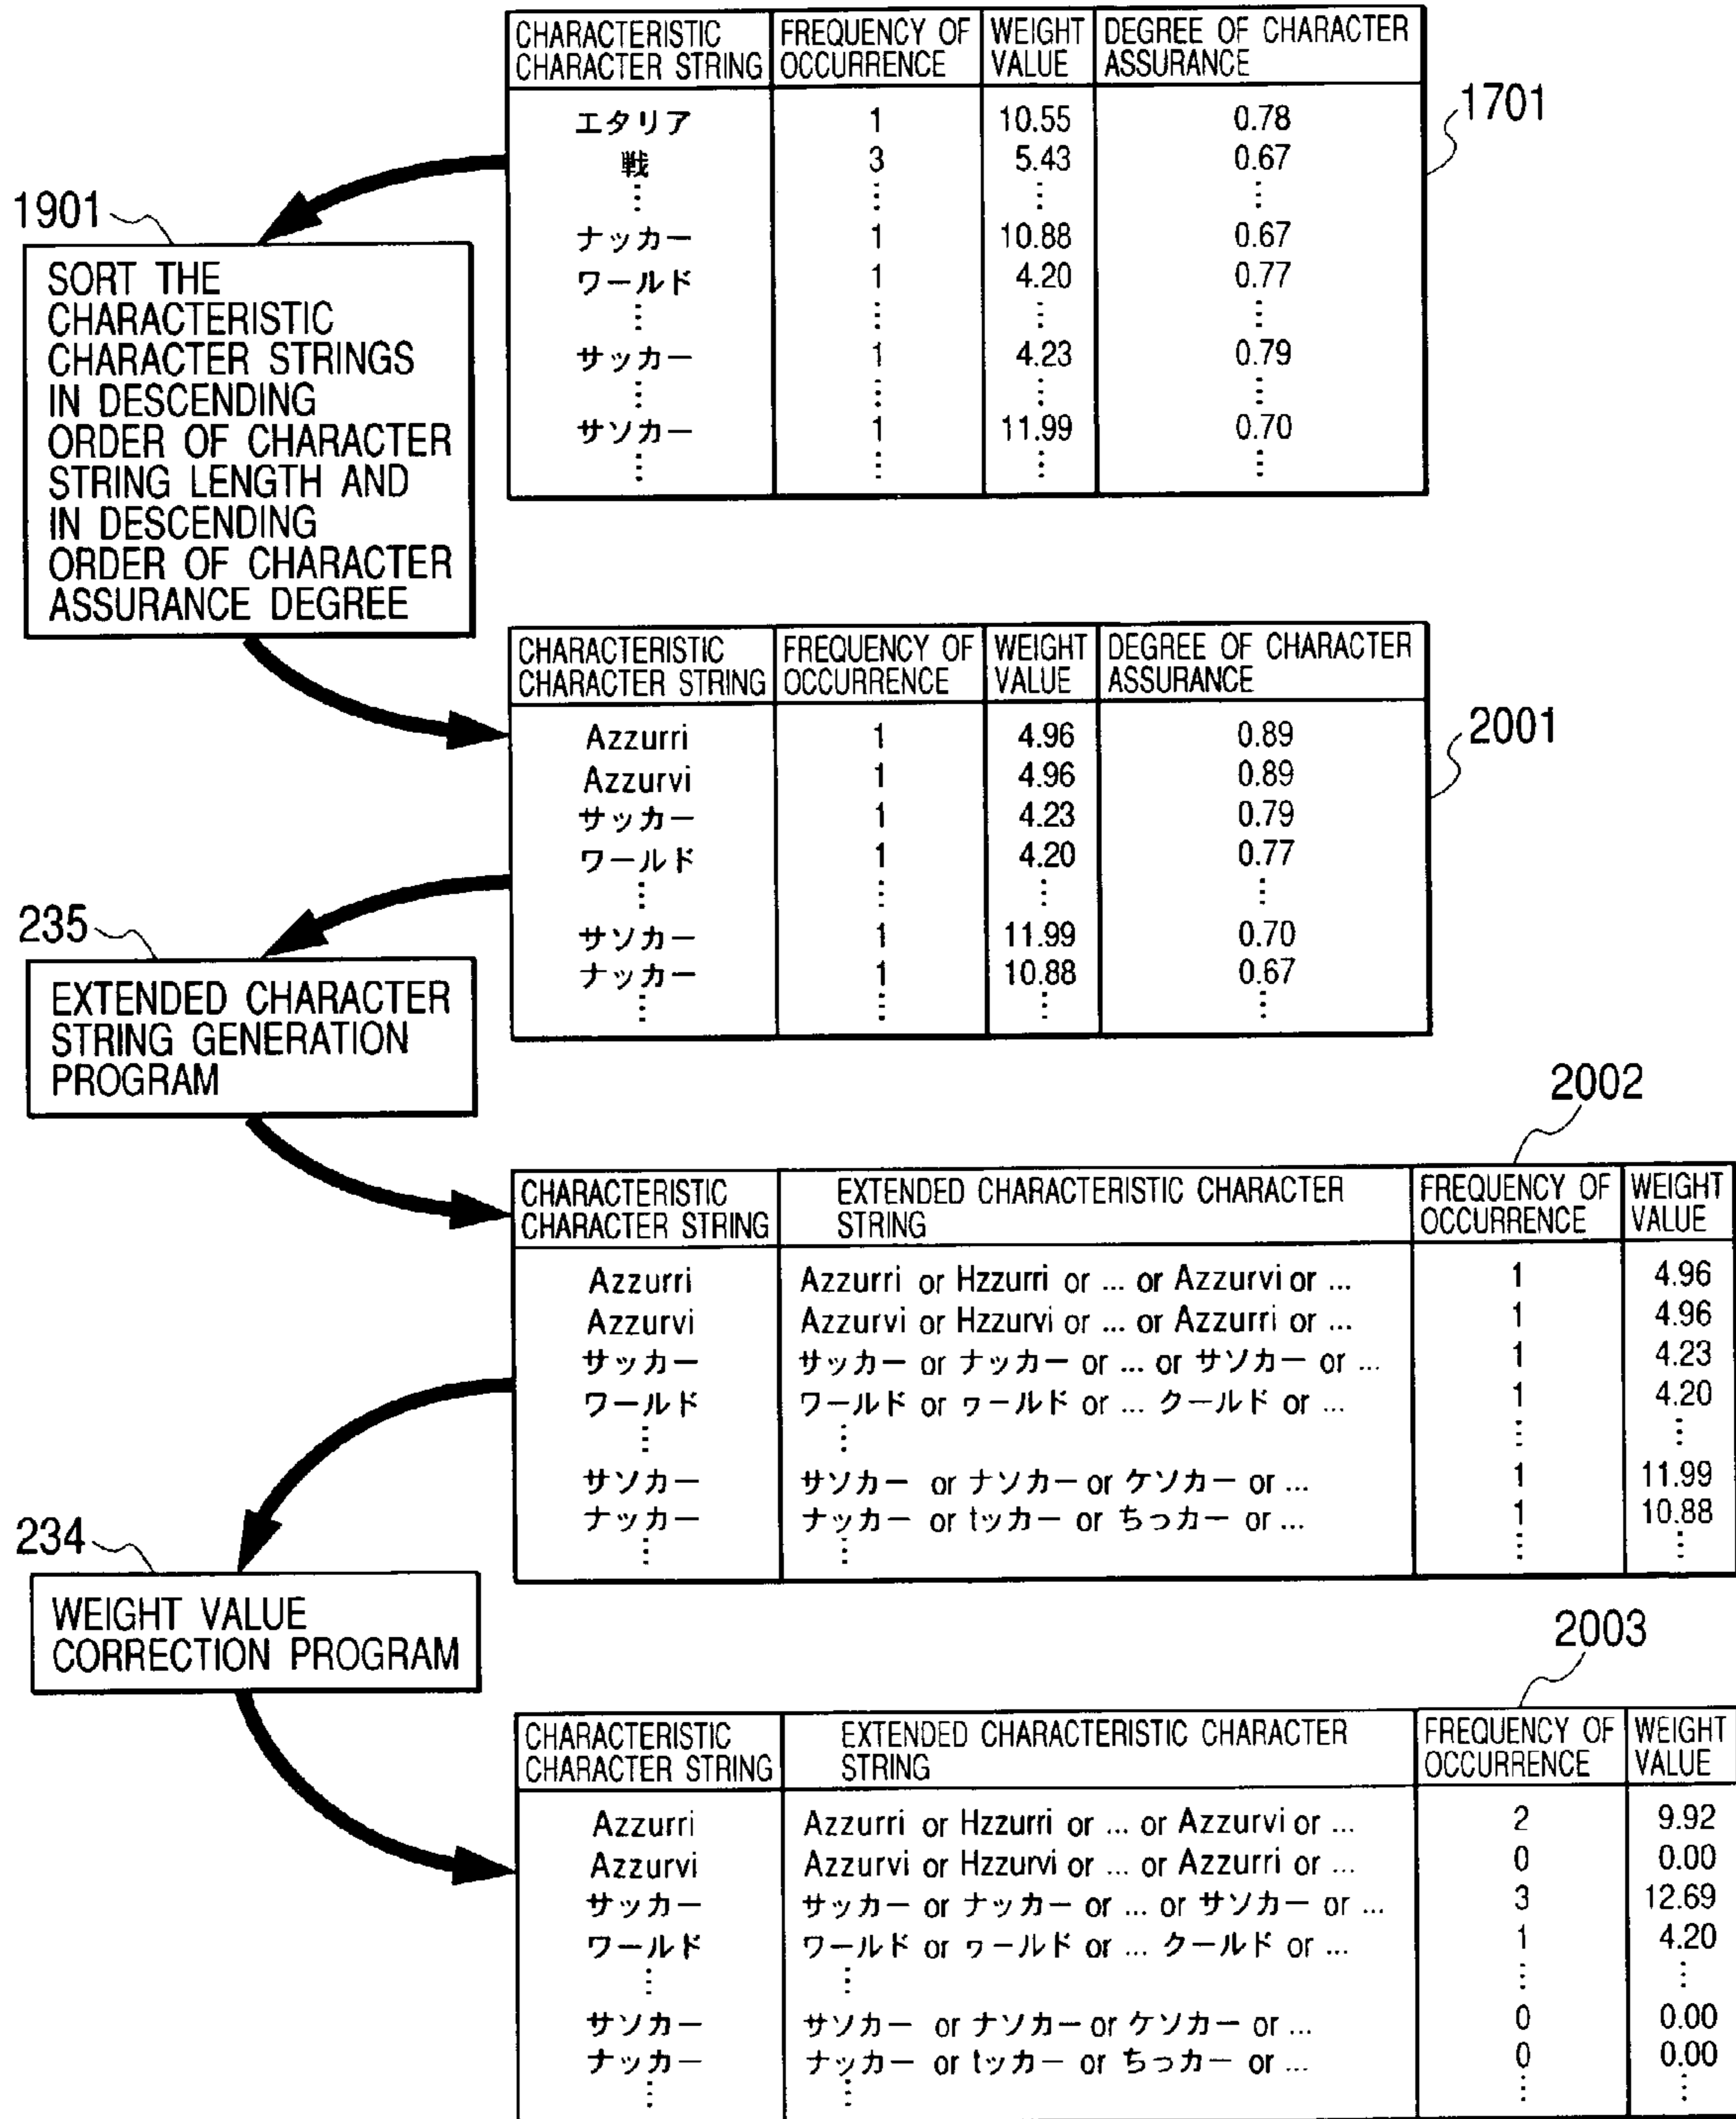 CHARACTERISTIC CHARACTER STRING FREQUENCY OF OCCURRENCE WEIGHT VALUE DEGREE OF CHARACTER ASSURANCE
エタリア 1 10.55 0.78
戦 3 5.43 0.67
⋮ ⋮ ⋮ ⋮
ナッカー 1 10.88 0.67
ワールド 1 4.20 0.77
⋮ ⋮ ⋮ ⋮
サッカー 1 4.23 0.79
⋮ ⋮ ⋮ ⋮
サソカー 1 11.99 0.70
⋮ ⋮ ⋮ ⋮
1701
1901
SORT THE
CHARACTERISTIC
CHARACTER STRINGS
IN DESCENDING
ORDER OF CHARACTER
STRING LENGTH AND
IN DESCENDING
ORDER OF CHARACTER
ASSURANCE DEGREE
CHARACTERISTIC CHARACTER STRING FREQUENCY OF OCCURRENCE WEIGHT VALUE DEGREE OF CHARACTER ASSURANCE
Azzurri 1 4.96 0.89
Azzurvi 1 4.96 0.89
サッカー 1 4.23 0.79
ワールド 1 4.20 0.77
⋮ ⋮ ⋮ ⋮
サソカー 1 11.99 0.70
ナッカー 1 10.88 0.67
⋮ ⋮ ⋮ ⋮
2001
235
EXTENDED CHARACTER
STRING GENERATION
PROGRAM
2002
CHARACTERISTIC CHARACTER STRING EXTENDED CHARACTERISTIC CHARACTER STRING FREQUENCY OF OCCURRENCE WEIGHT VALUE
Azzurri Azzurri or Hzzurri or ... or Azzurvi or ... 1 4.96
Azzurvi Azzurvi or Hzzurvi or ... or Azzurri or ... 1 4.96
サッカー サッカー or ナッカー or ... or サソカー or ... 1 4.23
ワールド ワールド or ヮールド or ... クールド or ... 1 4.20
⋮ ⋮ ⋮ ⋮
サソカー サソカー or ナソカー or ケソカー or ... 1 11.99
ナッカー ナッカー or tッカー or ちっカー or ... 1 10.88
⋮ ⋮ ⋮ ⋮
234
WEIGHT VALUE
CORRECTION PROGRAM
2003
CHARACTERISTIC CHARACTER STRING EXTENDED CHARACTERISTIC CHARACTER STRING FREQUENCY OF OCCURRENCE WEIGHT VALUE
Azzurri Azzurri or Hzzurri or ... or Azzurvi or ... 2 9.92
Azzurvi Azzurvi or Hzzurvi or ... or Azzurri or ... 0 0.00
サッカー サッカー or ナッカー or ... or サソカー or ... 3 12.69
ワールド ワールド or ヮールド or ... クールド or ... 1 4.20
⋮ ⋮ ⋮ ⋮
サソカー サソカー or ナソカー or ケソカー or ... 0 0.00
ナッカー ナッカー or tッカー or ちっカー or ... 0 0.00
⋮ ⋮ ⋮ ⋮